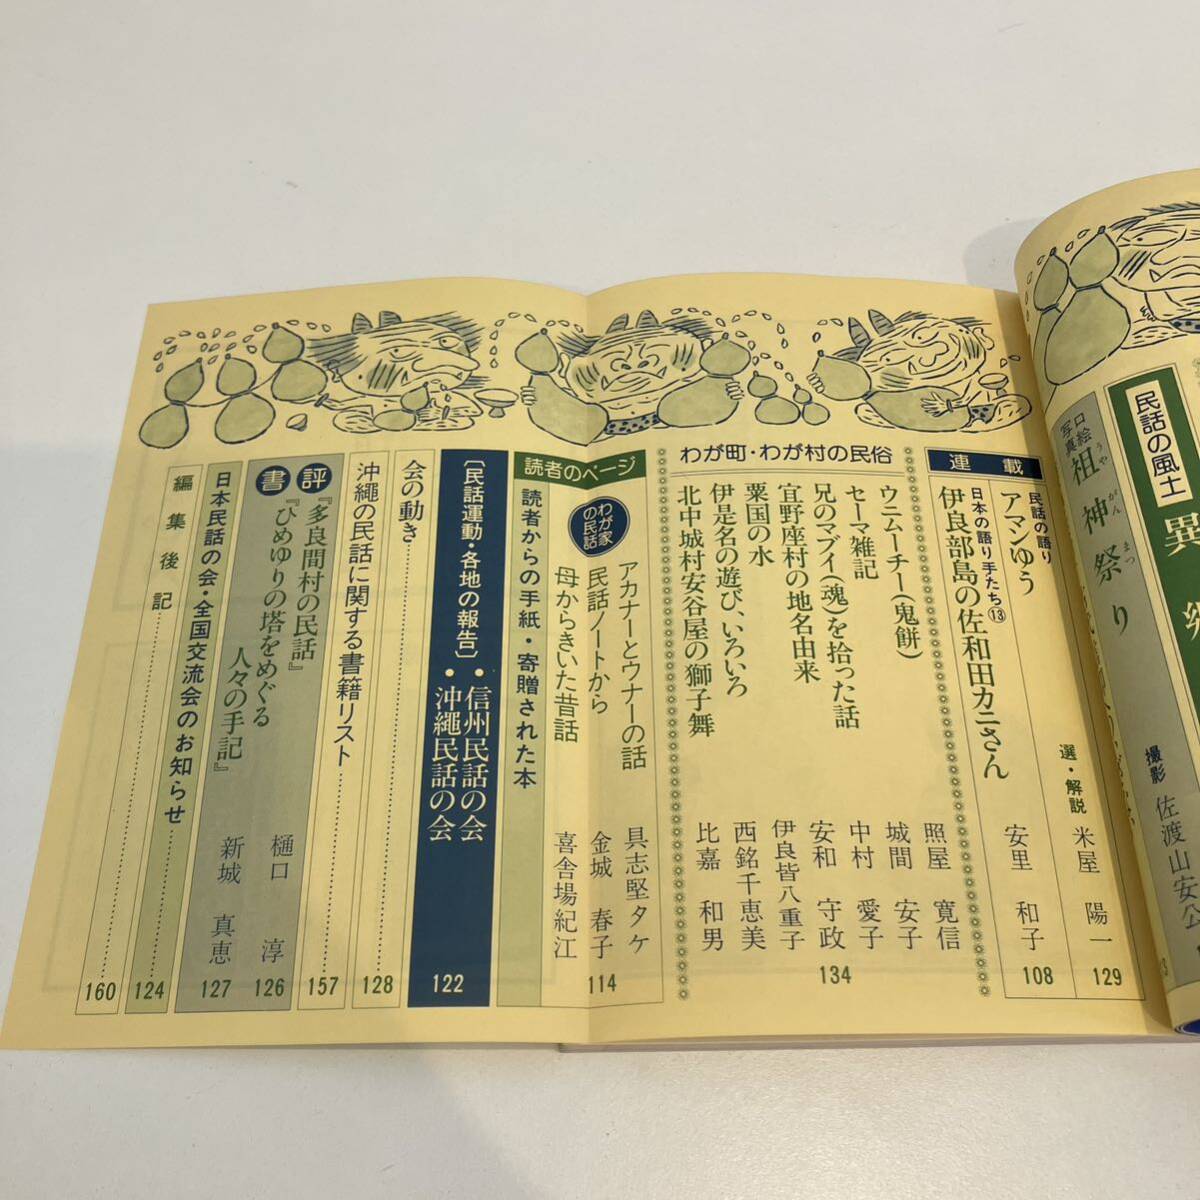 民話の風土
写真
口絵
祖神祭り
うやがんまつ
撮影 佐渡山安公
連載
民話の語り
アマンゆう
選・解説 米屋 陽一
129
日本の語り手たち⑬
伊良部島の佐和田カニさん
安里 和子
108
わが町・わが村の民俗
ウニムーチー(鬼餅)
照屋 寛信
セーマ雑記
城間 安子
兄のマブイ(魂)を拾った話
中村 愛子
宜野座村の地名由来
安和 守政
粟国の水
伊良皆八重子
伊是名の遊び、いろいろ
西銘千恵美
北中城村安谷屋の獅子舞
比嘉 和男
134
読者のページ
わが家の民話
アカナーとウナーの話
具志堅タケ
民話ノートから
金城 春子
母からきいた昔話
喜舎場紀江
114
読者からの手紙・寄贈された本
[民話運動・各地の報告]
・信州民話の会
・沖縄民話の会
122
会の動き
128
沖縄の民話に関する書籍リスト
157
書評
『多良間村の民話』
樋口 淳
126
『ひめゆりの塔をめぐる
人々の手記』
新城 真恵
127
日本民話の会・全国交流会のお知らせ
124
編集後記
160